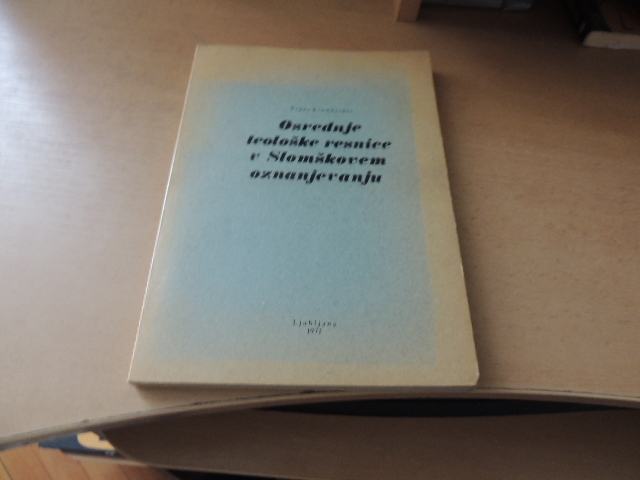 Osrednje
teološke resnice
v Slomškovem
oznanjevanju
Ljubljana